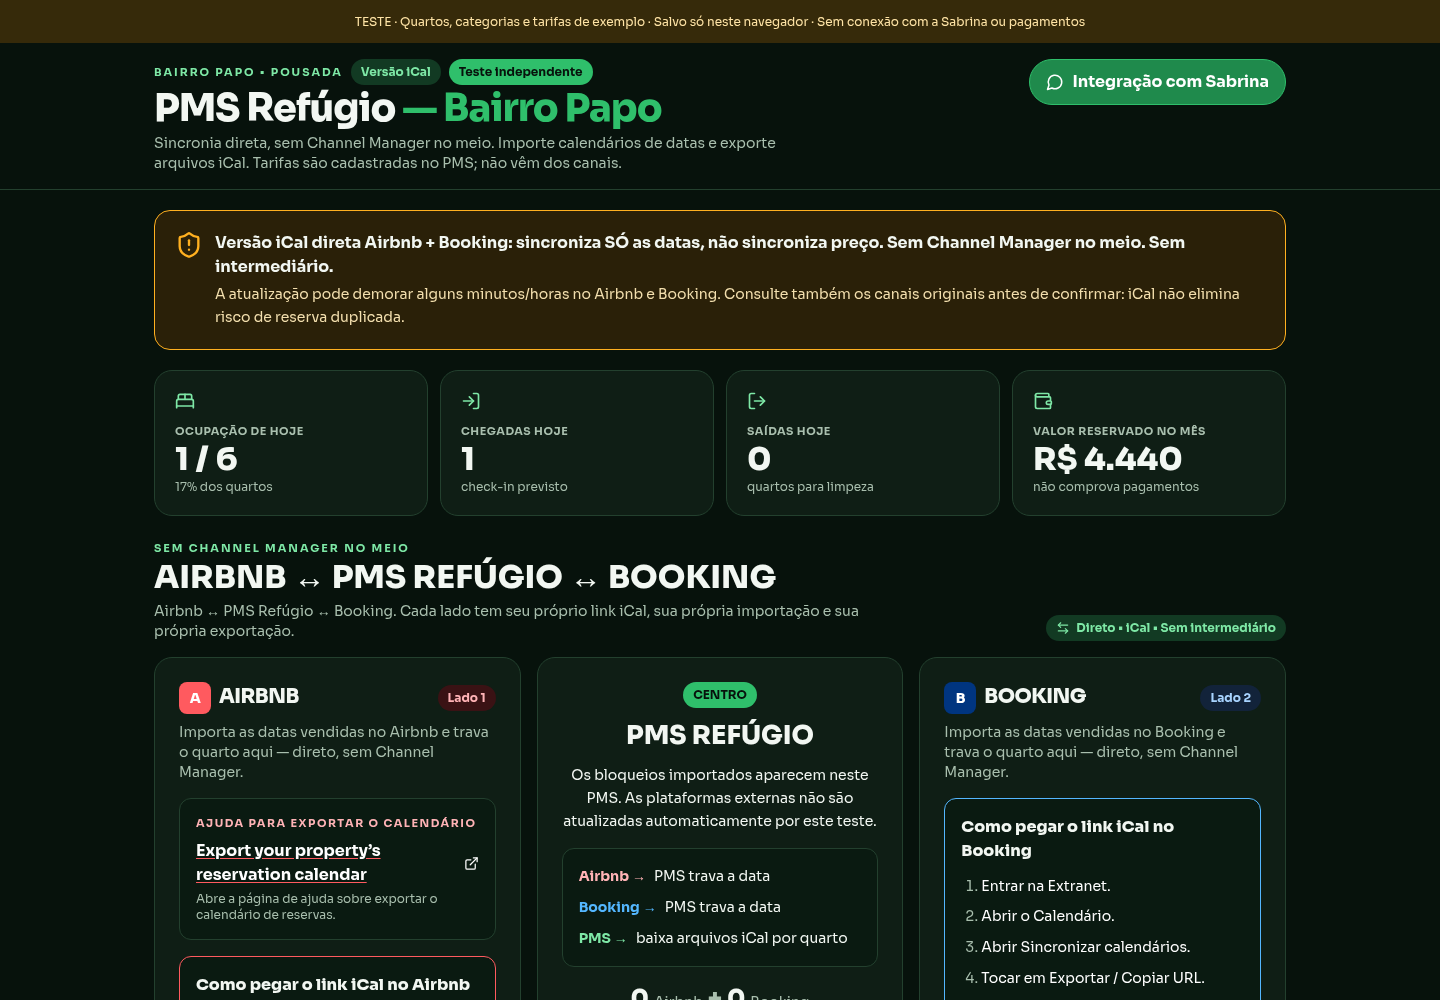 TESTE · Quartos, categorias e tarifas de exemplo · Salvo só neste navegador · Sem conexão com a Sabrina ou pagamentos
BAIRRO PAPO • POUSADA
Versão iCal
Teste independente
PMS Refúgio — Bairro Papo
Sincronia direta, sem Channel Manager no meio. Importe calendários de datas e exporte
arquivos iCal. Tarifas são cadastradas no PMS; não vêm dos canais.
Integração com Sabrina
Versão iCal direta Airbnb + Booking: sincroniza SÓ as datas, não sincroniza preço. Sem Channel Manager no meio. Sem
intermediário.
A atualização pode demorar alguns minutos/horas no Airbnb e Booking. Consulte também os canais originais antes de confirmar: iCal não elimina
risco de reserva duplicada.
OCUPAÇÃO DE HOJE
1 / 6
17% dos quartos
CHEGADAS HOJE
1
check-in previsto
SAÍDAS HOJE
0
quartos para limpeza
VALOR RESERVADO NO MÊS
R$ 4.440
não comprova pagamentos
SEM CHANNEL MANAGER NO MEIO
AIRBNB ↔ PMS REFÚGIO ↔ BOOKING
Airbnb ↔ PMS Refúgio ↔ Booking. Cada lado tem seu próprio link iCal, sua própria importação e sua
própria exportação.
Direto • iCal • Sem intermediário
A
AIRBNB
Lado 1
Importa as datas vendidas no Airbnb e trava
o quarto aqui — direto, sem Channel
Manager.
AJUDA PARA EXPORTAR O CALENDÁRIO
Export your property's
reservation calendar
Abre a página de ajuda sobre exportar o
calendário de reservas.
Como pegar o link iCal no Airbnb
CENTRO
PMS REFÚGIO
Os bloqueios importados aparecem neste
PMS. As plataformas externas não são
atualizadas automaticamente por este teste.
Airbnb → PMS trava a data
Booking → PMS trava a data
PMS → baixa arquivos iCal por quarto
0 Airbnb + 0 Booking
B
BOOKING
Lado 2
Importa as datas vendidas no Booking e
trava o quarto aqui — direto, sem Channel
Manager.
Como pegar o link iCal no
Booking
1. Entrar na Extranet.
2. Abrir o Calendário.
3. Abrir Sincronizar calendários.
4. Tocar em Exportar / Copiar URL.